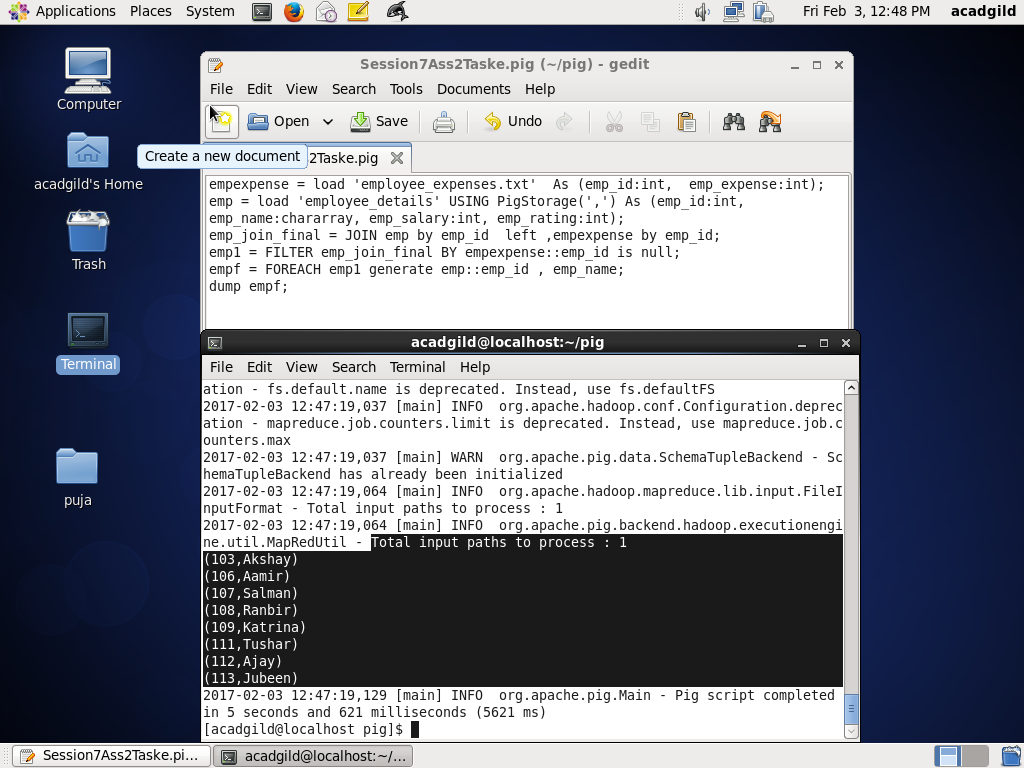 Applications Places System
Fri Feb 3, 12:48 PM acadgild
Computer
acadgild's Home
Trash
Terminal
puja
Session7Ass2Taske.pig (~/pig) - gedit
File Edit View Search Tools Documents Help
Open Save Undo
Create a new document
2Taske.pig
empexpense = load 'employee_expenses.txt'  As (emp_id:int,  emp_expense:int);
emp = load 'employee_details' USING PigStorage(',') As (emp_id:int,
emp_name:chararray, emp_salary:int, emp_rating:int);
emp_join_final = JOIN emp by emp_id  left ,empexpense by emp_id;
emp1 = FILTER emp_join_final BY empexpense::emp_id is null;
empf = FOREACH emp1 generate emp::emp_id , emp_name;
dump empf;
acadgild@localhost:~/pig
File Edit View Search Terminal Help
ation - fs.default.name is deprecated. Instead, use fs.defaultFS
2017-02-03 12:47:19,037 [main] INFO  org.apache.hadoop.conf.Configuration.deprec
ation - mapreduce.job.counters.limit is deprecated. Instead, use mapreduce.job.c
ounters.max
2017-02-03 12:47:19,037 [main] WARN  org.apache.pig.data.SchemaTupleBackend - Sc
hemaTupleBackend has already been initialized
2017-02-03 12:47:19,064 [main] INFO  org.apache.hadoop.mapreduce.lib.input.FileI
nputFormat - Total input paths to process : 1
2017-02-03 12:47:19,064 [main] INFO  org.apache.pig.backend.hadoop.executionengi
ne.util.MapRedUtil - Total input paths to process : 1
(103,Akshay)
(106,Aamir)
(107,Salman)
(108,Ranbir)
(109,Katrina)
(111,Tushar)
(112,Ajay)
(113,Jubeen)
2017-02-03 12:47:19,129 [main] INFO  org.apache.pig.Main - Pig script completed
in 5 seconds and 621 milliseconds (5621 ms)
[acadgild@localhost pig]$
Session7Ass2Taske.pi...
acadgild@localhost:~/...